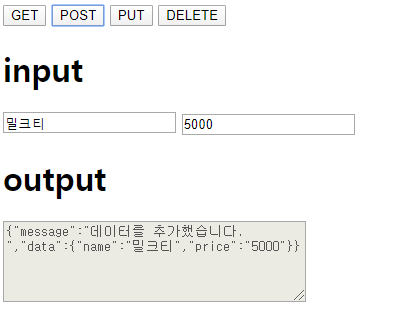 GET POST PUT DELETE
input
밀크티 5000
output
{"message":"데이터를 추가했습니다.
","data":{"name":"밀크티","price":"5000"}}